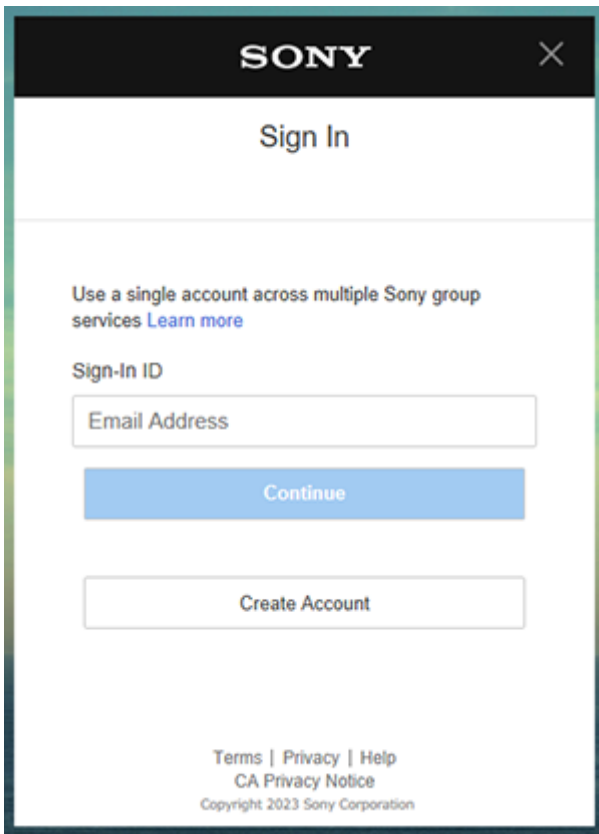 SONY
Sign In
Use a single account across multiple Sony group
services Learn more
Sign-In ID
Email Address
Continue
Create Account
Terms | Privacy | Help
CA Privacy Notice
Copyright 2023 Sony Corporation